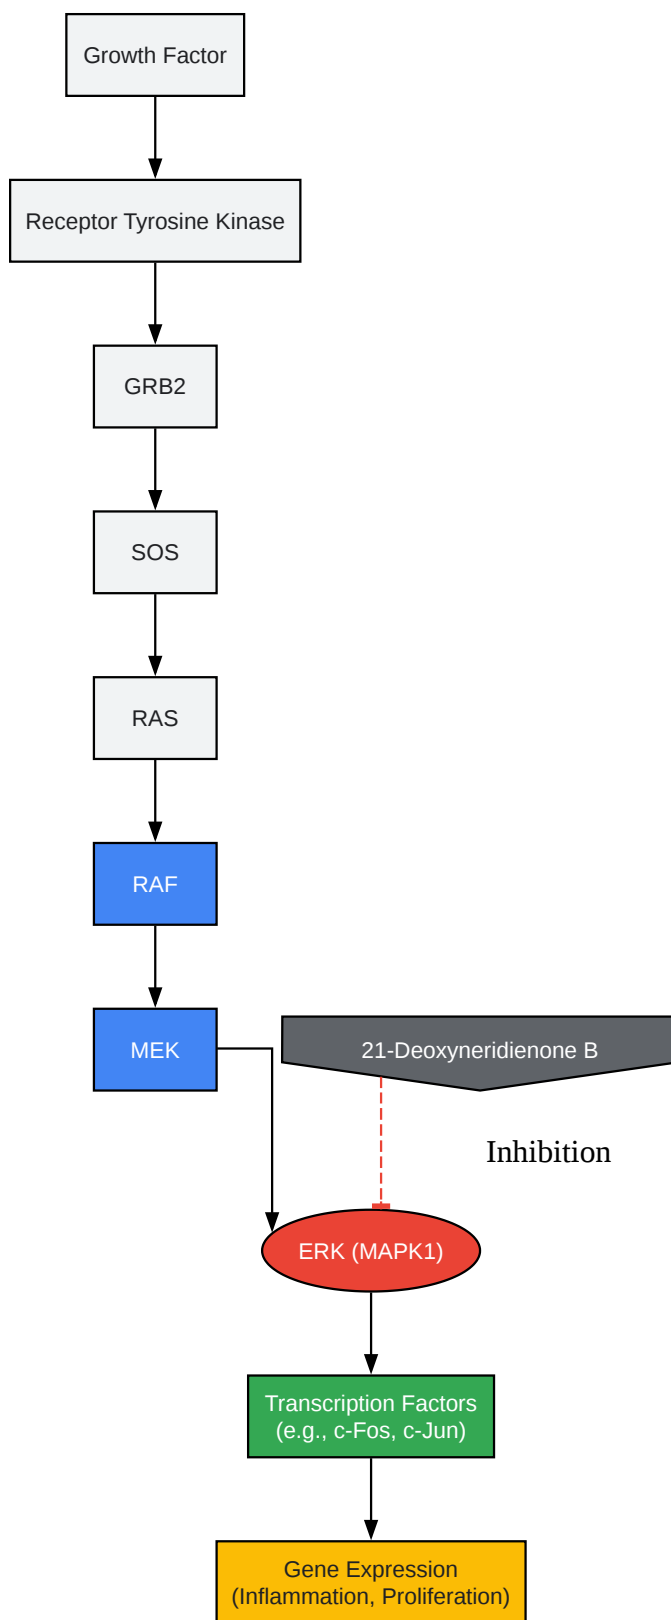 Growth Factor
Receptor Tyrosine Kinase
GRB2
SOS
RAS
RAF
MEK
21-Deoxyneridienone B
Inhibition
ERK (MAPK1)
Transcription Factors
(e.g., c-Fos, c-Jun)
Gene Expression
(Inflammation, Proliferation)